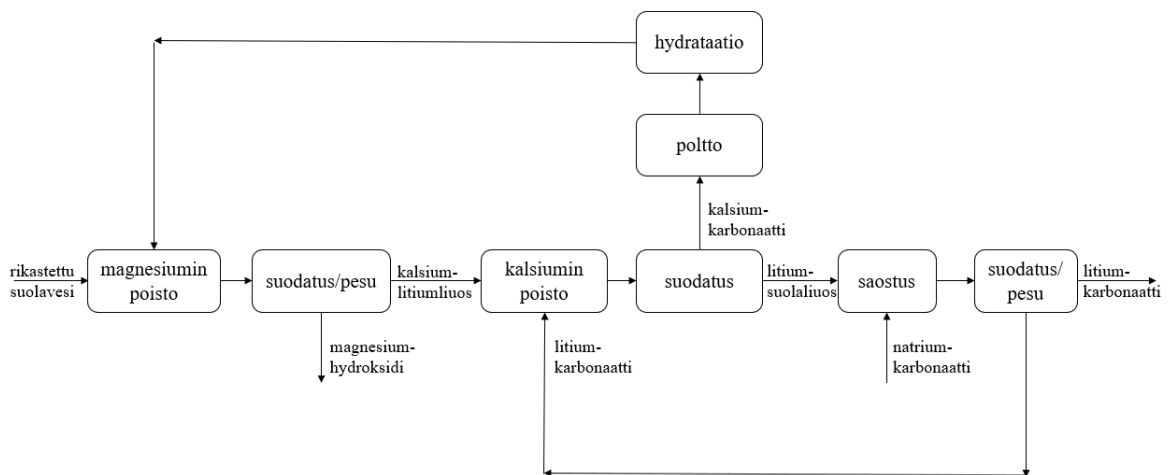 hydrataatio
poltto
kalsium-
karbonaatti
rikastettu
suolavesi
magnesiumin
poisto
suodatus/pesu
kalsium-
litiumliuos
kalsiumin
poisto
suodatus
litium-
suolaliuos
saostus
suodatus/
pesu
litium-
karbonaatti
magnesium-
hydroksidi
litium-
karbonaatti
natrium-
karbonaatti